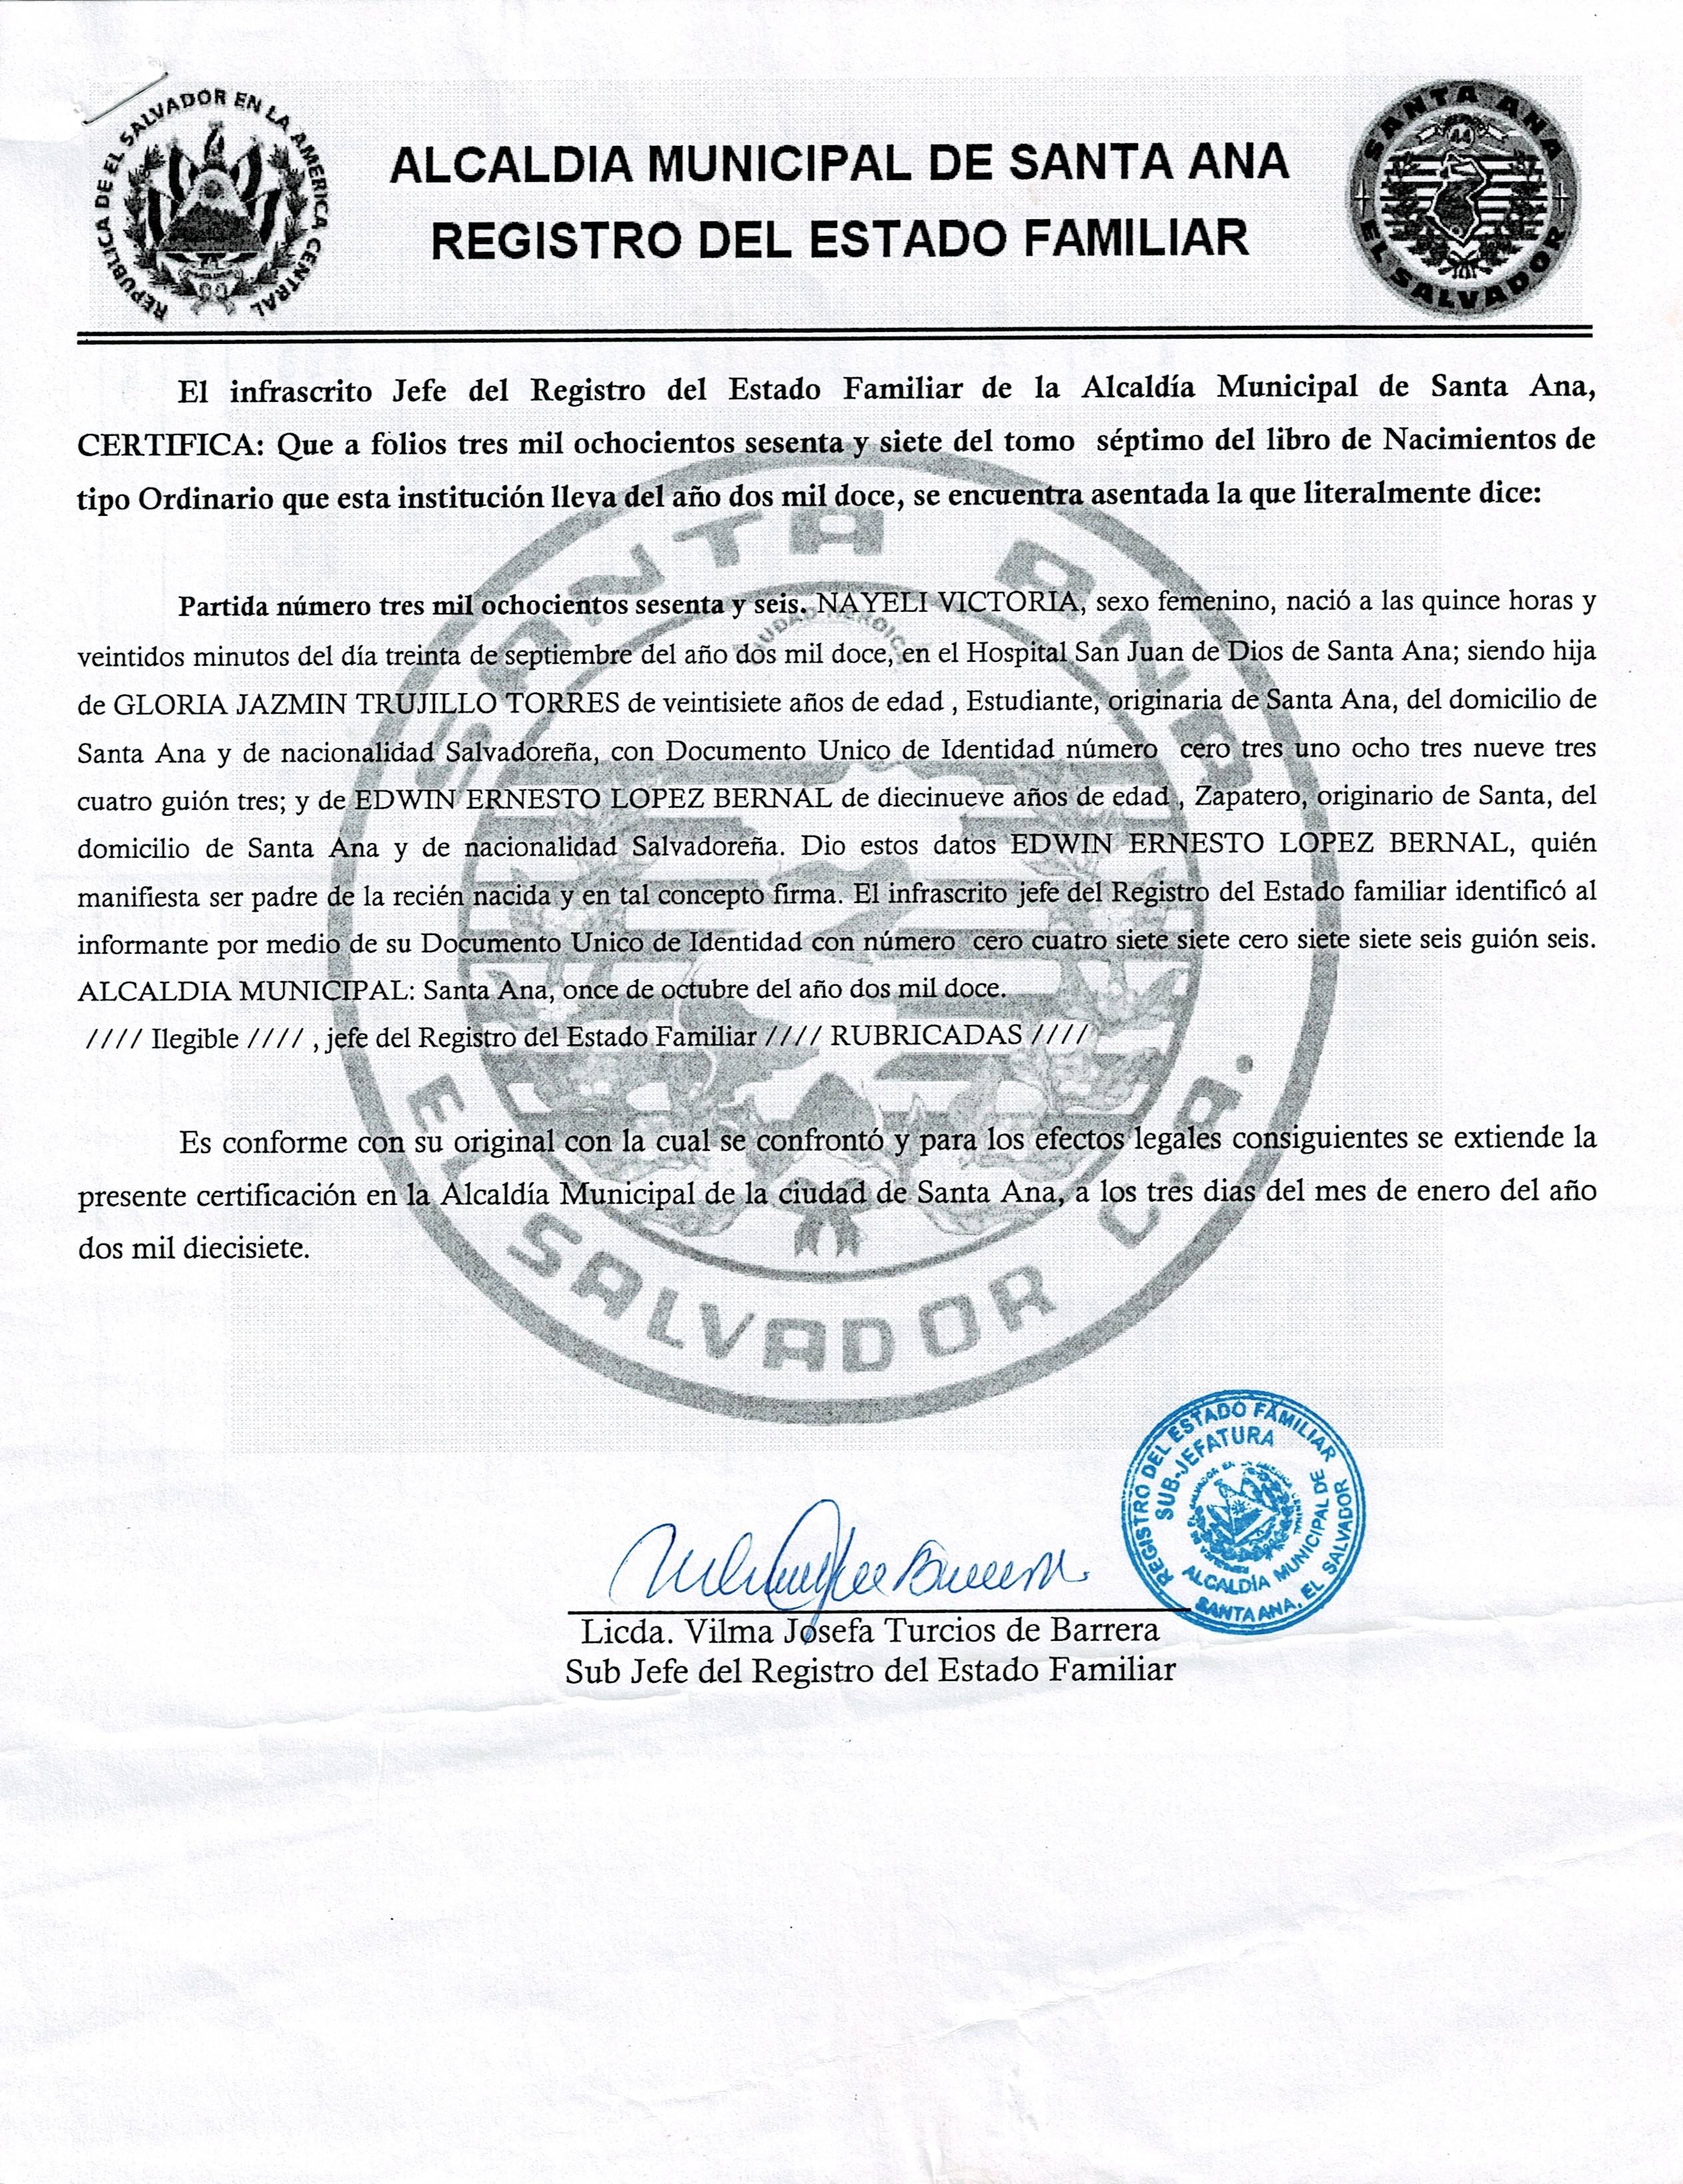 REPUBLICA DE EL SALVADOR EN LA AMERICA CENTRAL
ALCALDIA MUNICIPAL DE SANTA ANA
REGISTRO DEL ESTADO FAMILIAR
SANTA ANA
44
EL SALVADOR
El infrascrito Jefe del Registro del Estado Familiar de la Alcaldía Municipal de Santa Ana,
CERTIFICA: Que a folios tres mil ochocientos sesenta y siete del tomo séptimo del libro de Nacimientos de
tipo Ordinario que esta institución lleva del año dos mil doce, se encuentra asentada la que literalmente dice:
SANTA ANA
CIUDAD HEROICA
Partida número tres mil ochocientos sesenta y seis. NAYELI VICTORIA, sexo femenino, nació a las quince horas y
veintidos minutos del día treinta de septiembre del año dos mil doce, en el Hospital San Juan de Dios de Santa Ana; siendo hija
de GLORIA JAZMIN TRUJILLO TORRES de veintisiete años de edad , Estudiante, originaria de Santa Ana, del domicilio de
Santa Ana y de nacionalidad Salvadoreña, con Documento Unico de Identidad número cero tres uno ocho tres nueve tres
cuatro guión tres; y de EDWIN ERNESTO LOPEZ BERNAL de diecinueve años de edad , Zapatero, originario de Santa, del
domicilio de Santa Ana y de nacionalidad Salvadoreña. Dio estos datos EDWIN ERNESTO LOPEZ BERNAL, quién
manifiesta ser padre de la recién nacida y en tal concepto firma. El infrascrito jefe del Registro del Estado familiar identificó al
informante por medio de su Documento Unico de Identidad con número cero cuatro siete siete cero siete siete seis guión seis.
ALCALDIA MUNICIPAL: Santa Ana, once de octubre del año dos mil doce.
//// Ilegible //// , jefe del Registro del Estado Familiar //// RUBRICADAS ////
Es conforme con su original con la cual se confrontó y para los efectos legales consiguientes se extiende la
presente certificación en la Alcaldía Municipal de la ciudad de Santa Ana, a los tres dias del mes de enero del año
dos mil diecisiete.
EL SALVADOR C.A.
REGISTRO DEL ESTADO FAMILIAR
SUB-JEFATURA
ALCALDÍA MUNICIPAL DE
SANTA ANA, EL SALVADOR
Licda. Vilma Josefa Turcios de Barrera
Sub Jefe del Registro del Estado Familiar